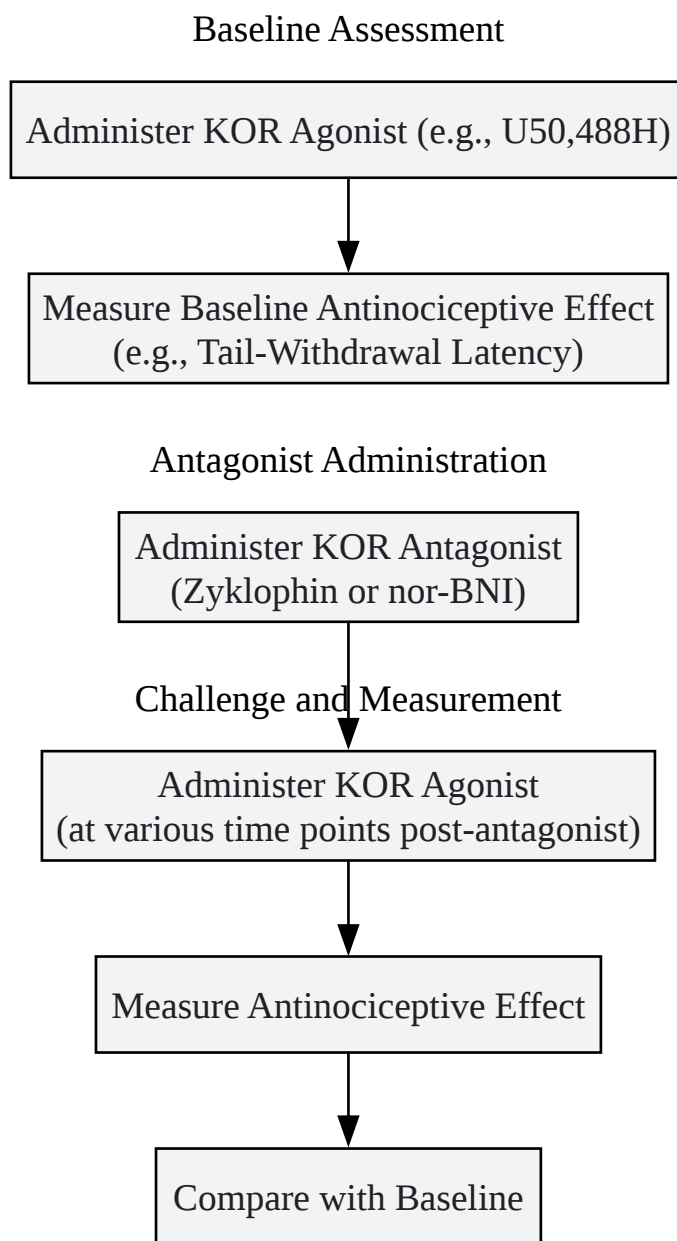 Baseline Assessment
Administer KOR Agonist (e.g., U50,488H)
Measure Baseline Antinociceptive Effect
(e.g., Tail-Withdrawal Latency)
Antagonist Administration
Administer KOR Antagonist
(Zyklophin or nor-BNI)
Challenge and Measurement
Administer KOR Agonist
(at various time points post-antagonist)
Measure Antinociceptive Effect
Compare with Baseline